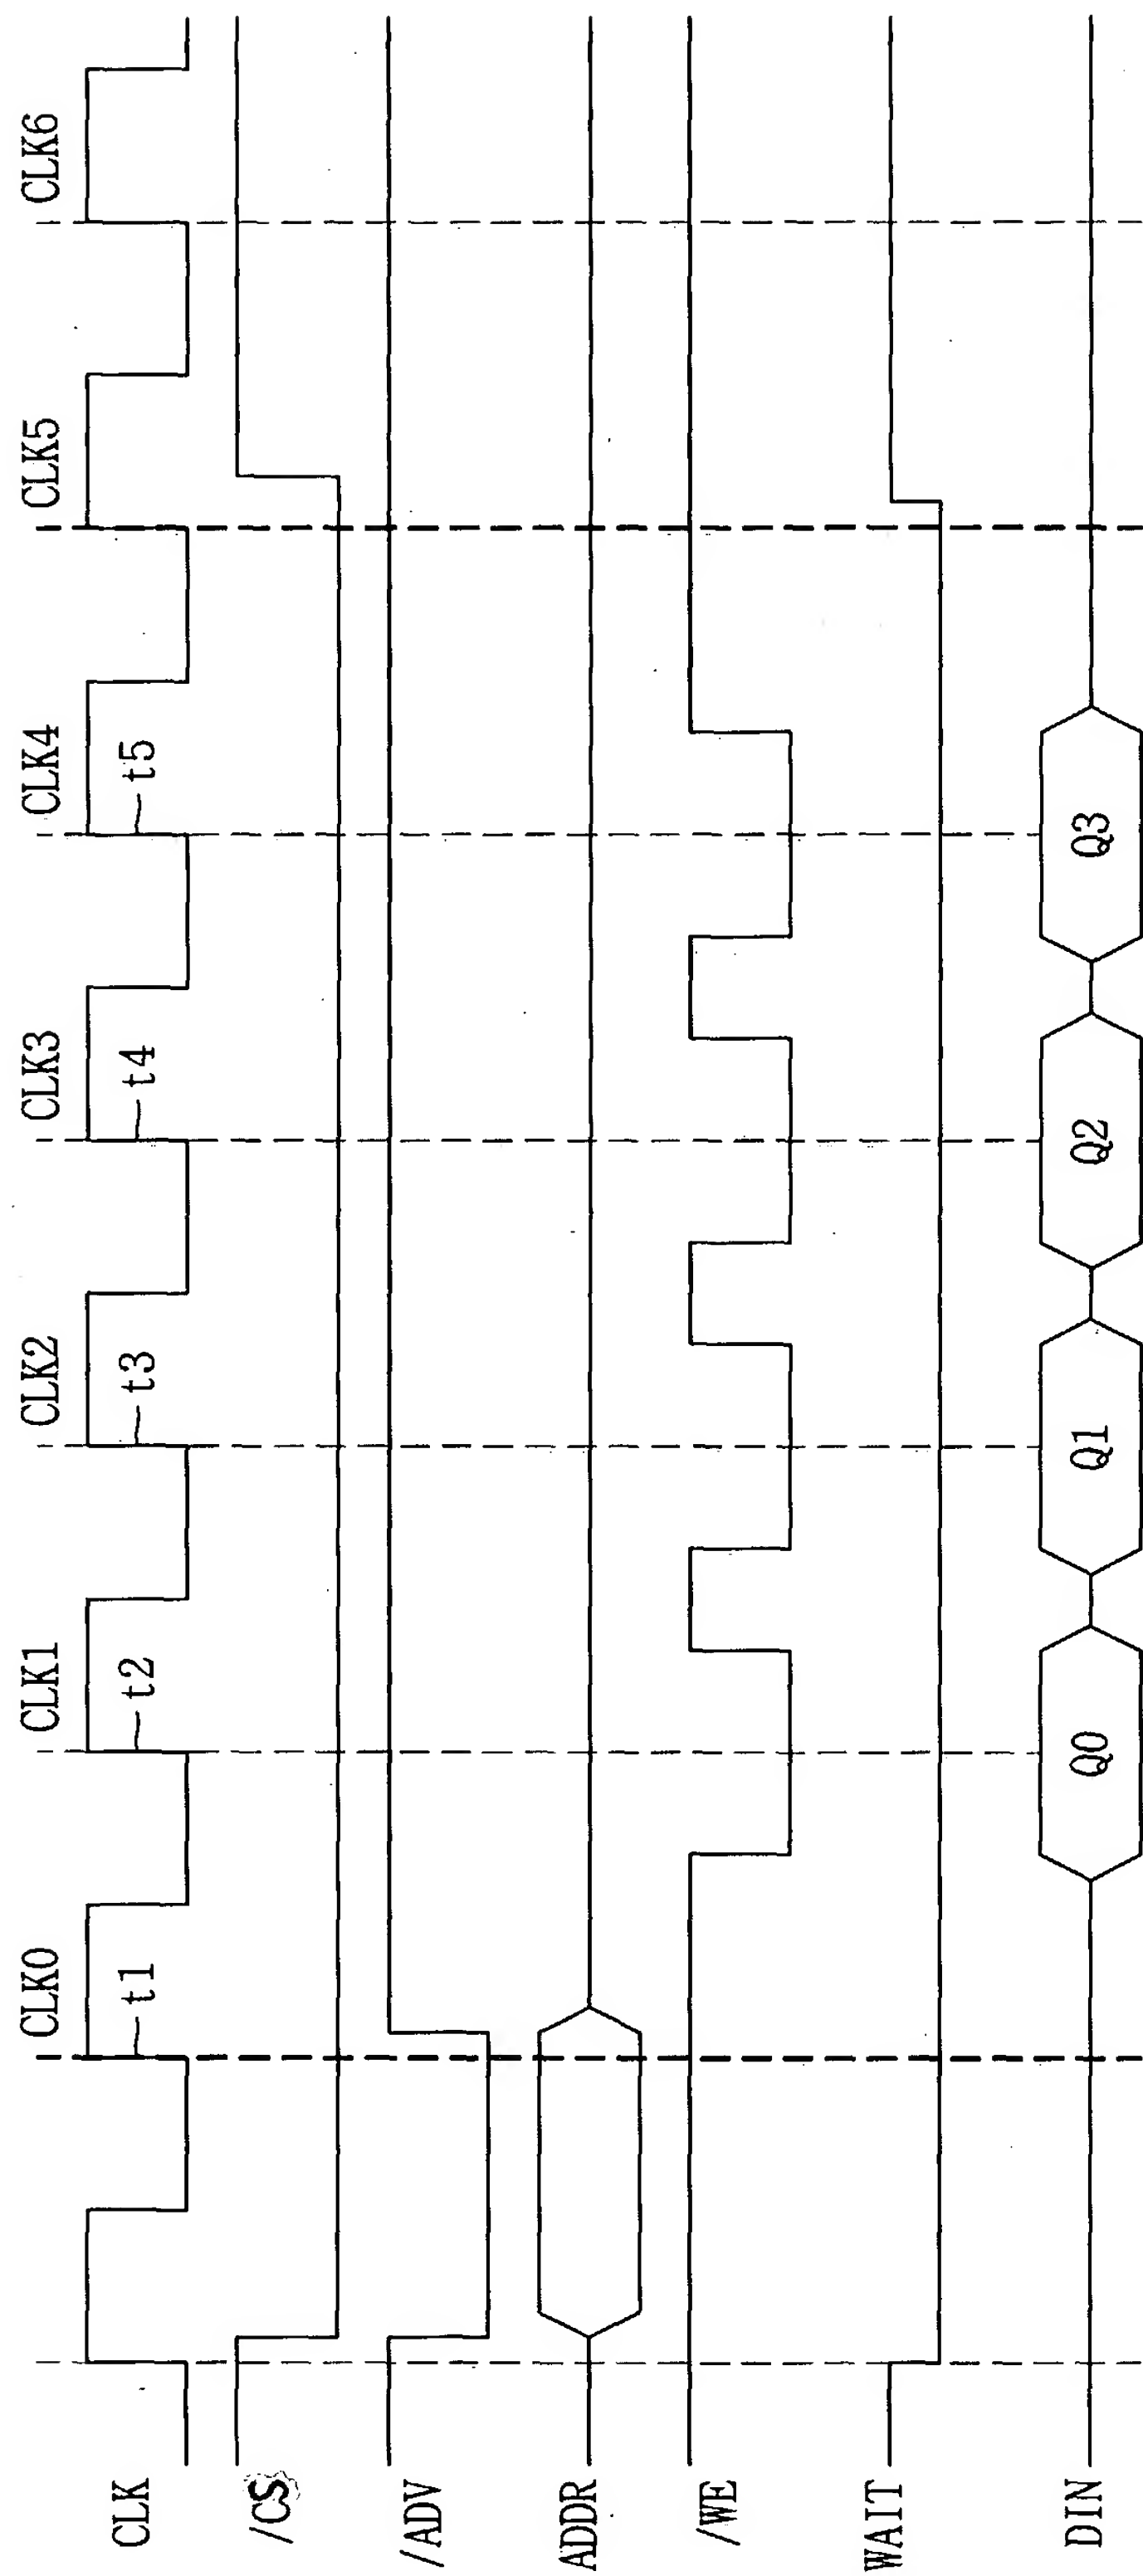 CLK0 CLK1 CLK2 CLK3 CLK4 CLK5 CLK6
CLK t1 t2 t3 t4 t5
/CS
/ADV
ADDR
/WE
WAIT
DIN Q0 Q1 Q2 Q3